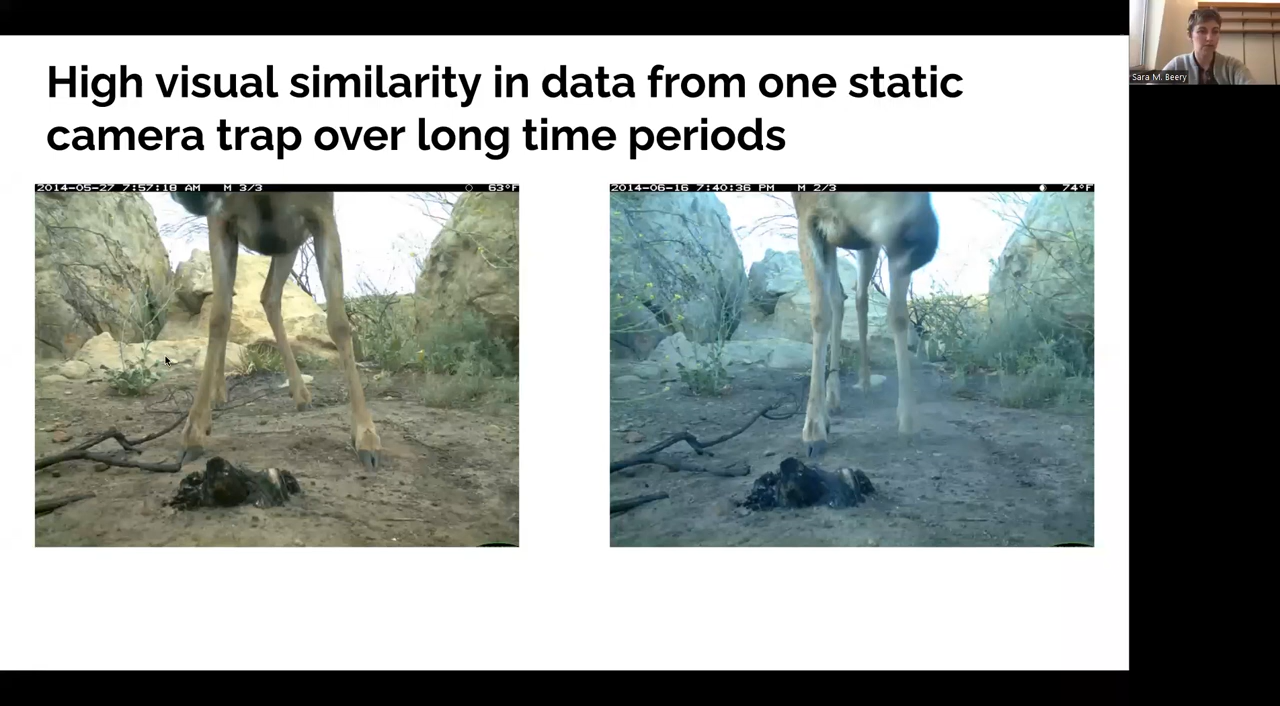 High visual similarity in data from one static
camera trap over long time periods
2014-05-27 7:57:18 AM M 3/3 63°F
2014-06-16 7:40:36 PM M 2/3 74°F
Sara M. Beery